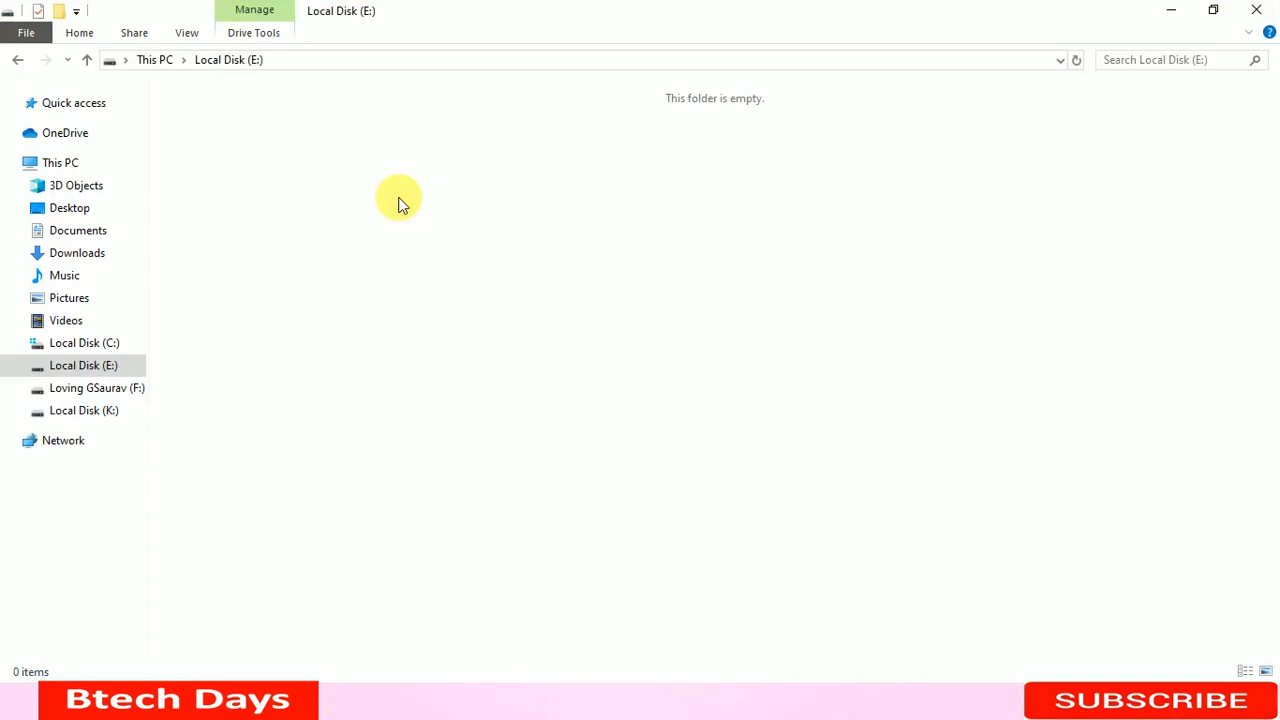 Manage
Local Disk (E:)
File
Home
Share
View
Drive Tools
This PC
Local Disk (E:)
Search Local Disk (E:)
This folder is empty.
Quick access
OneDrive
This PC
3D Objects
Desktop
Documents
Downloads
Music
Pictures
Videos
Local Disk (C:)
Local Disk (E:)
Loving GSaurav (F:)
Local Disk (K:)
Network
0 items
Btech Days
SUBSCRIBE